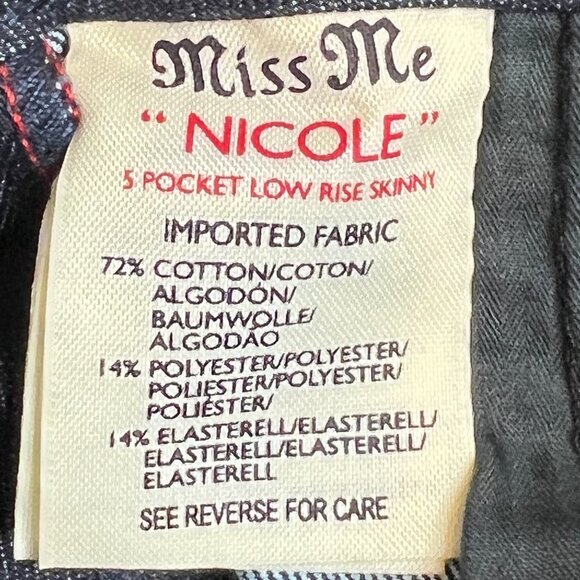 Miss Me
"NICOLE"
5 POCKET LOW RISE SKINNY
IMPORTED FABRIC
72% COTTON/COTON/
ALGODÓN/
BAUMWOLLE/
ALGODÃO
14% POLYESTER/POLYESTER/
POLIESTER/POLYESTER/
POLIÉSTER/
14% ELASTERELL/ELASTERELL/
ELASTERELL/ELASTERELL/
ELASTERELL
SEE REVERSE FOR CARE